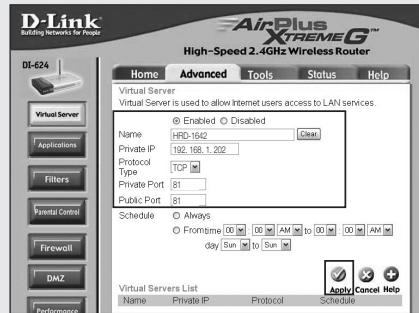 D-Link
Building Networks for People
AirPlus
XTREME G
High-Speed 2.4GHz Wireless Router
DI-624
Home Advanced Tools Status Help
Virtual Server
Applications
Filters
Parental Control
Firewall
DMZ
Performance
Virtual Server
Virtual Server is used to allow Internet users access to LAN services.
Enabled Disabled
Name HRD-1642 Clear
Private IP 192. 168. 1. 202
Protocol Type TCP
Private Port 81
Public Port 81
Schedule Always
Fromtime 00 : 00 AM to 00 : 00 AM
day Sun to Sun
Apply Cancel Help
Virtual Servers List
Name Private IP Protocol Schedule